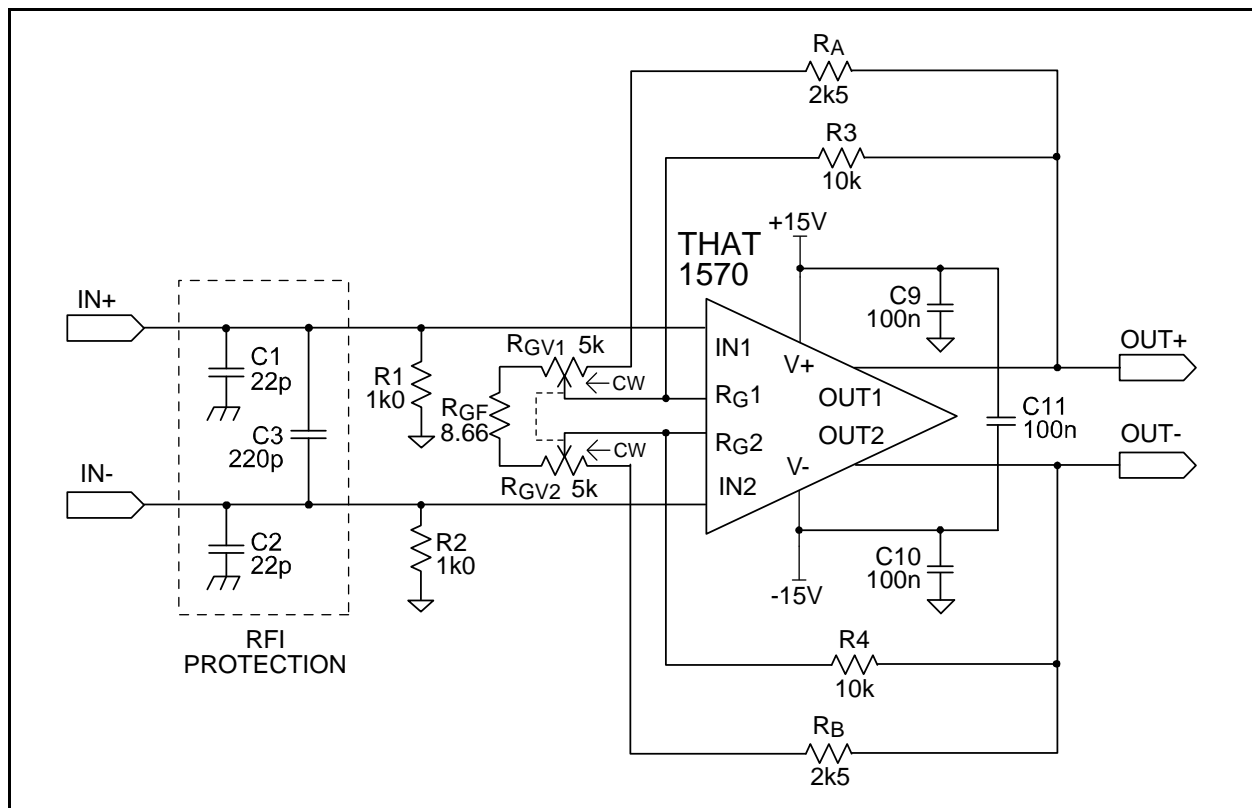 RA
2k5
R3
10k
+15V
THAT
1570
IN+
C1
22p
C3
220p
R1
1k0
RGV1 5k
CW
RGF
8.66
CW
RGV2 5k
IN1
RG1
RG2
IN2
V+
OUT1
OUT2
V-
C9
100n
C11
100n
OUT+
OUT-
IN-
C2
22p
R2
1k0
C10
100n
-15V
RFI
PROTECTION
R4
10k
RB
2k5